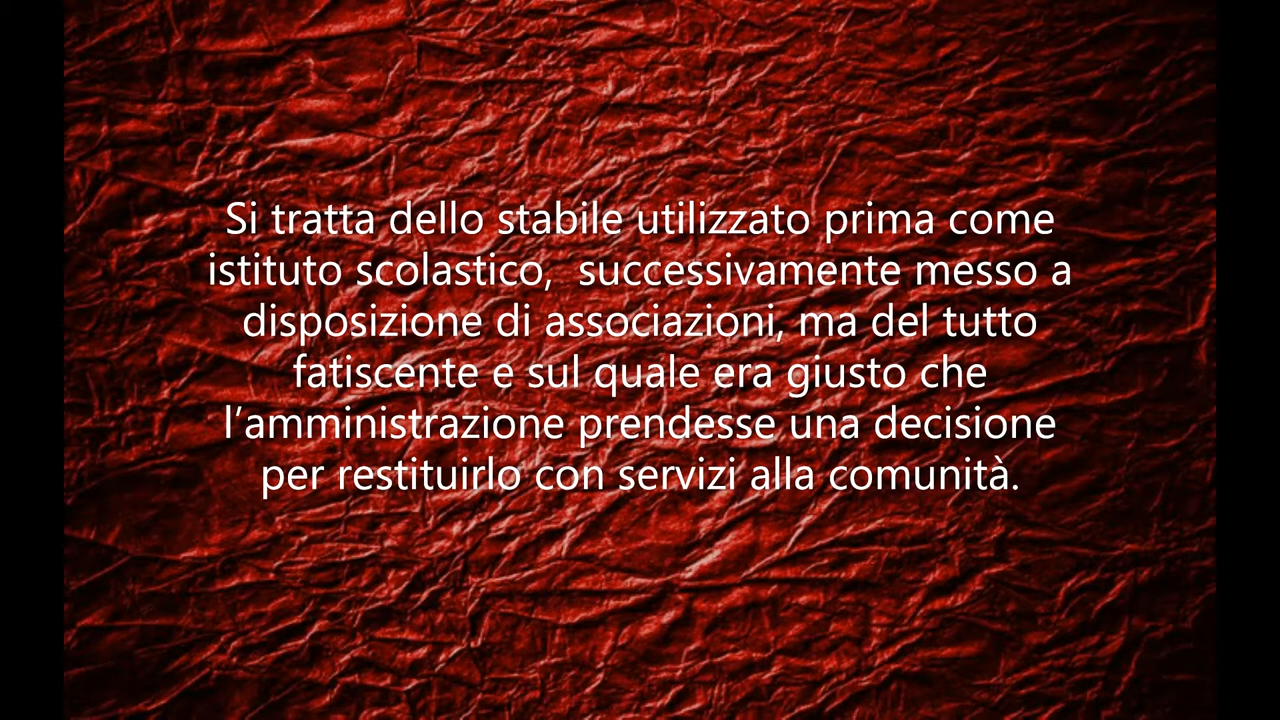 Si tratta dello stabile utilizzato prima come
istituto scolastico,  successivamente messo a
disposizione di associazioni, ma del tutto
fatiscente e sul quale era giusto che
l’amministrazione prendesse una decisione
per restituirlo con servizi alla comunità.